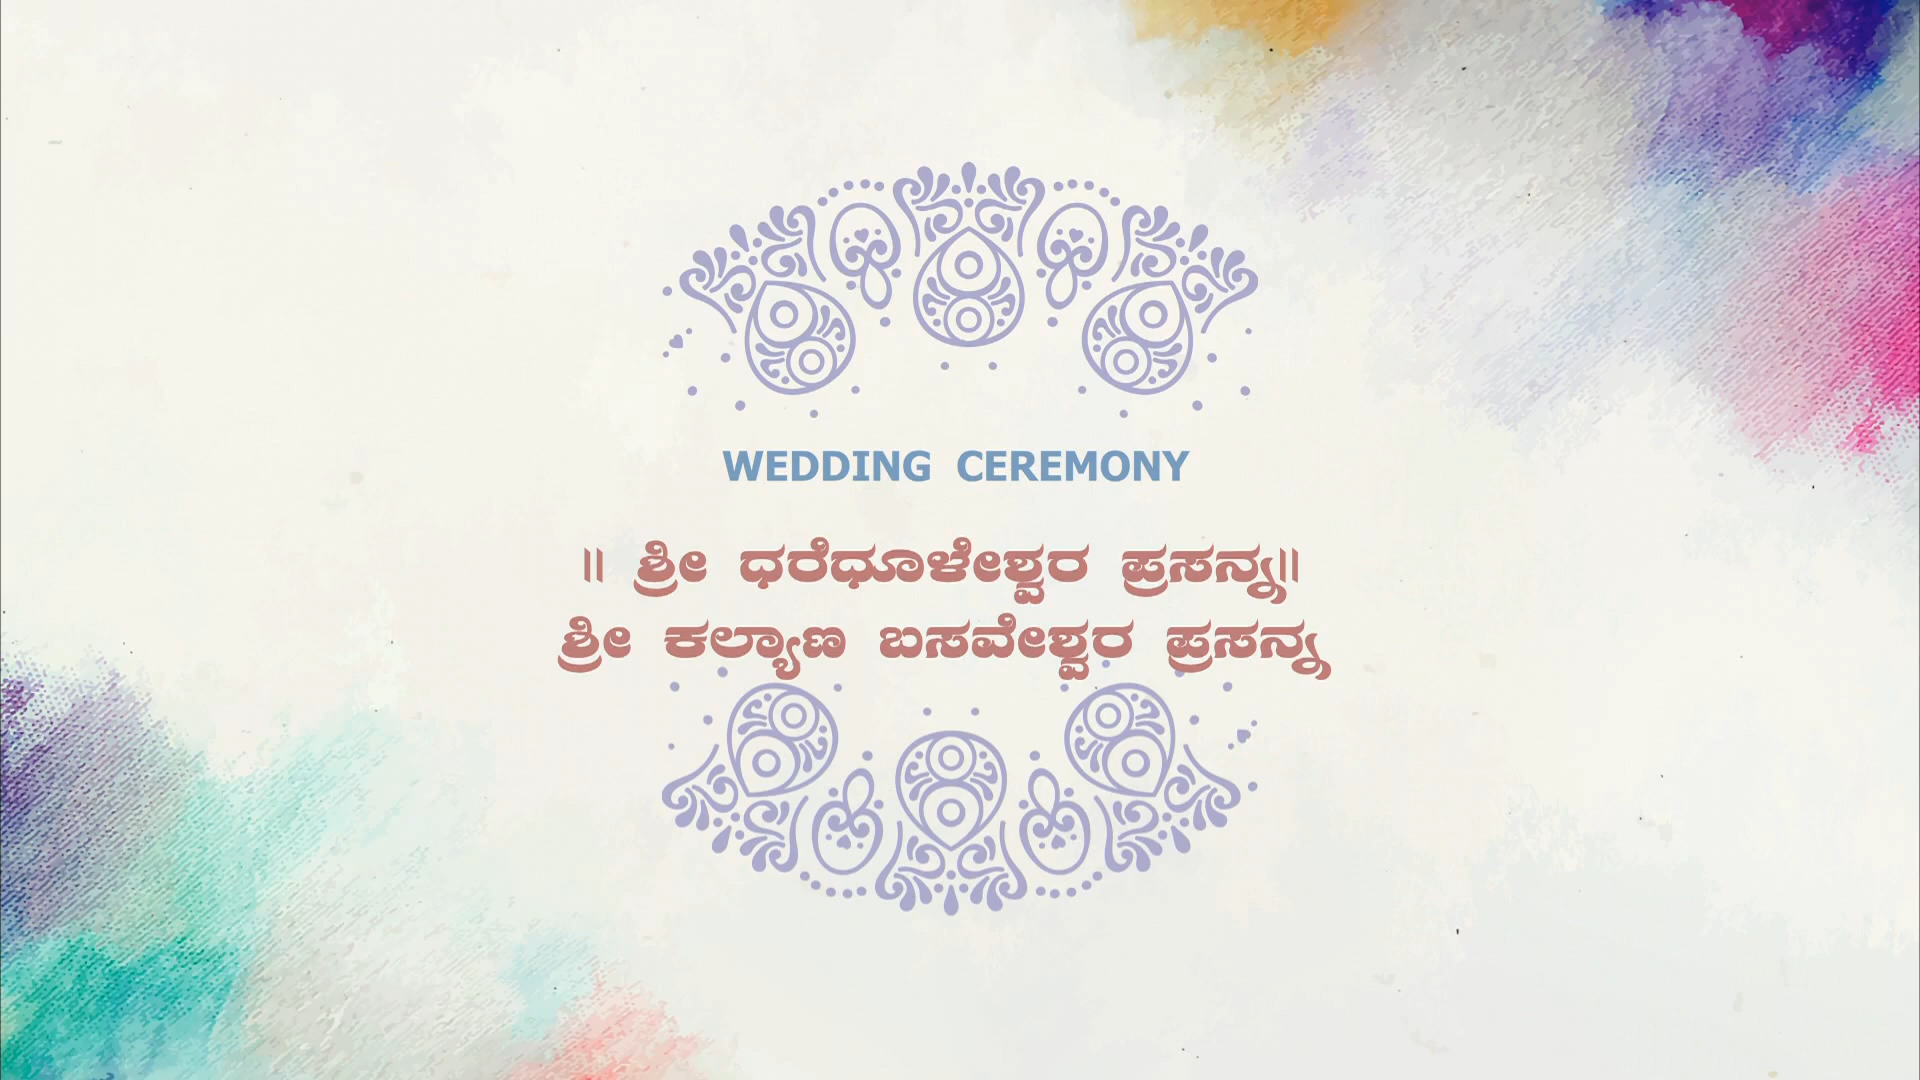 WEDDING CEREMONY
॥ ಶ್ರೀ ಧರೆಧೂಳೇಶ್ವರ ಪ್ರಸನ್ನ॥
ಶ್ರೀ ಕಲ್ಯಾಣ ಬಸವೇಶ್ವರ ಪ್ರಸನ್ನ